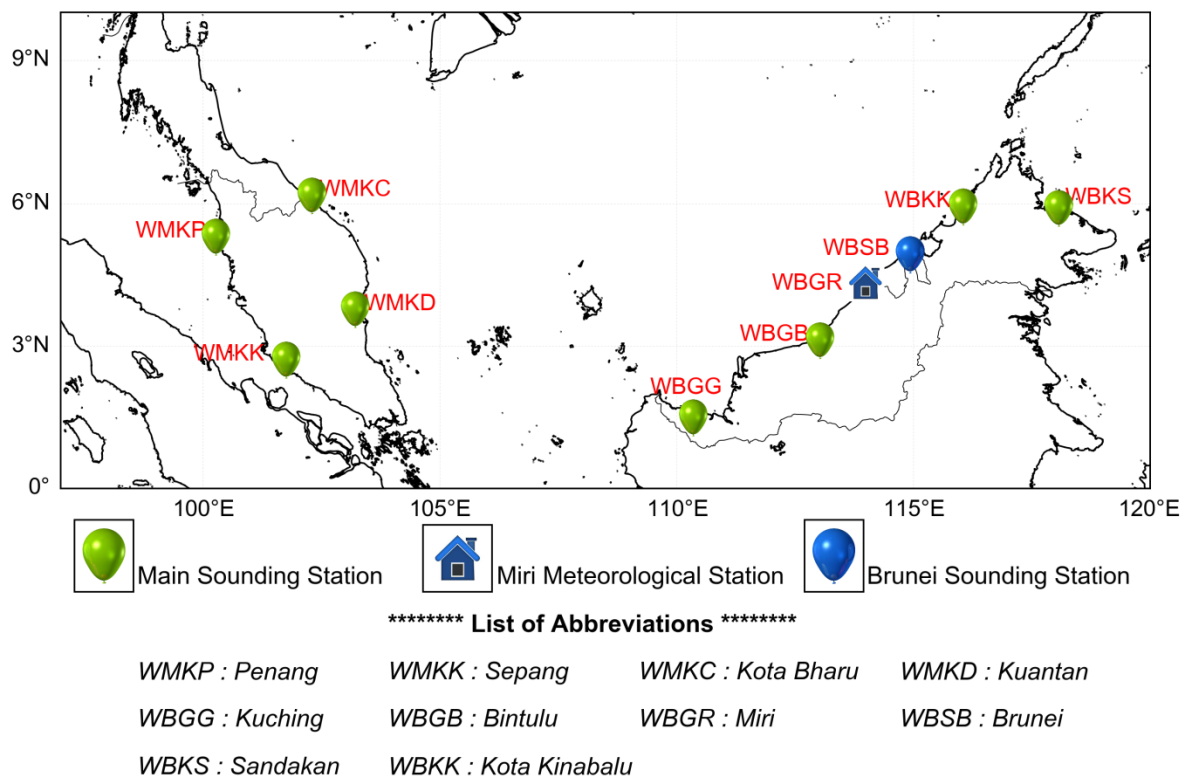 9°N
6°N
3°N
0°
WMKC
WMKP
WMKD
WMKK
WBKK
WBKS
WBSB
WBGR
WBGB
WBGG
100°E 105°E 110°E 115°E 120°E
Main Sounding Station Miri Meteorological Station Brunei Sounding Station
******** List of Abbreviations ********
WMKP : Penang WMKK : Sepang WMKC : Kota Bharu WMKD : Kuantan
WBGG : Kuching WBGB : Bintulu WBGR : Miri WBSB : Brunei
WBKS : Sandakan WBKK : Kota Kinabalu